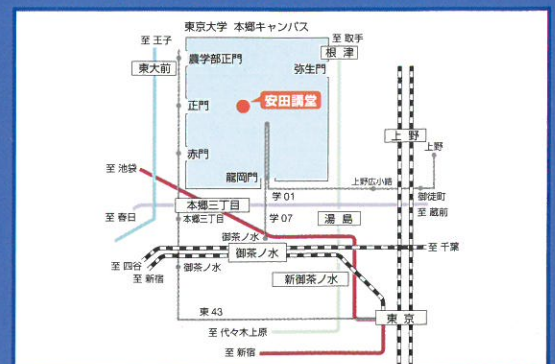 東京大学 本郷キャンパス
至 王子
至 取手
農学部正門
根 津
東大前
弥生門
正門
安田講堂
上 野
上野
赤門
至 池袋
龍岡門
上野広小路
学 01
御徒町
本郷三丁目
至 蔵前
至 春日
本郷三丁目
学 07
湯 島
御茶ノ水
至 千葉
御茶ノ水
至 四谷
御茶ノ水
至 新宿
新御茶ノ水
東 43
東 京
至 代々木上原
至 新宿